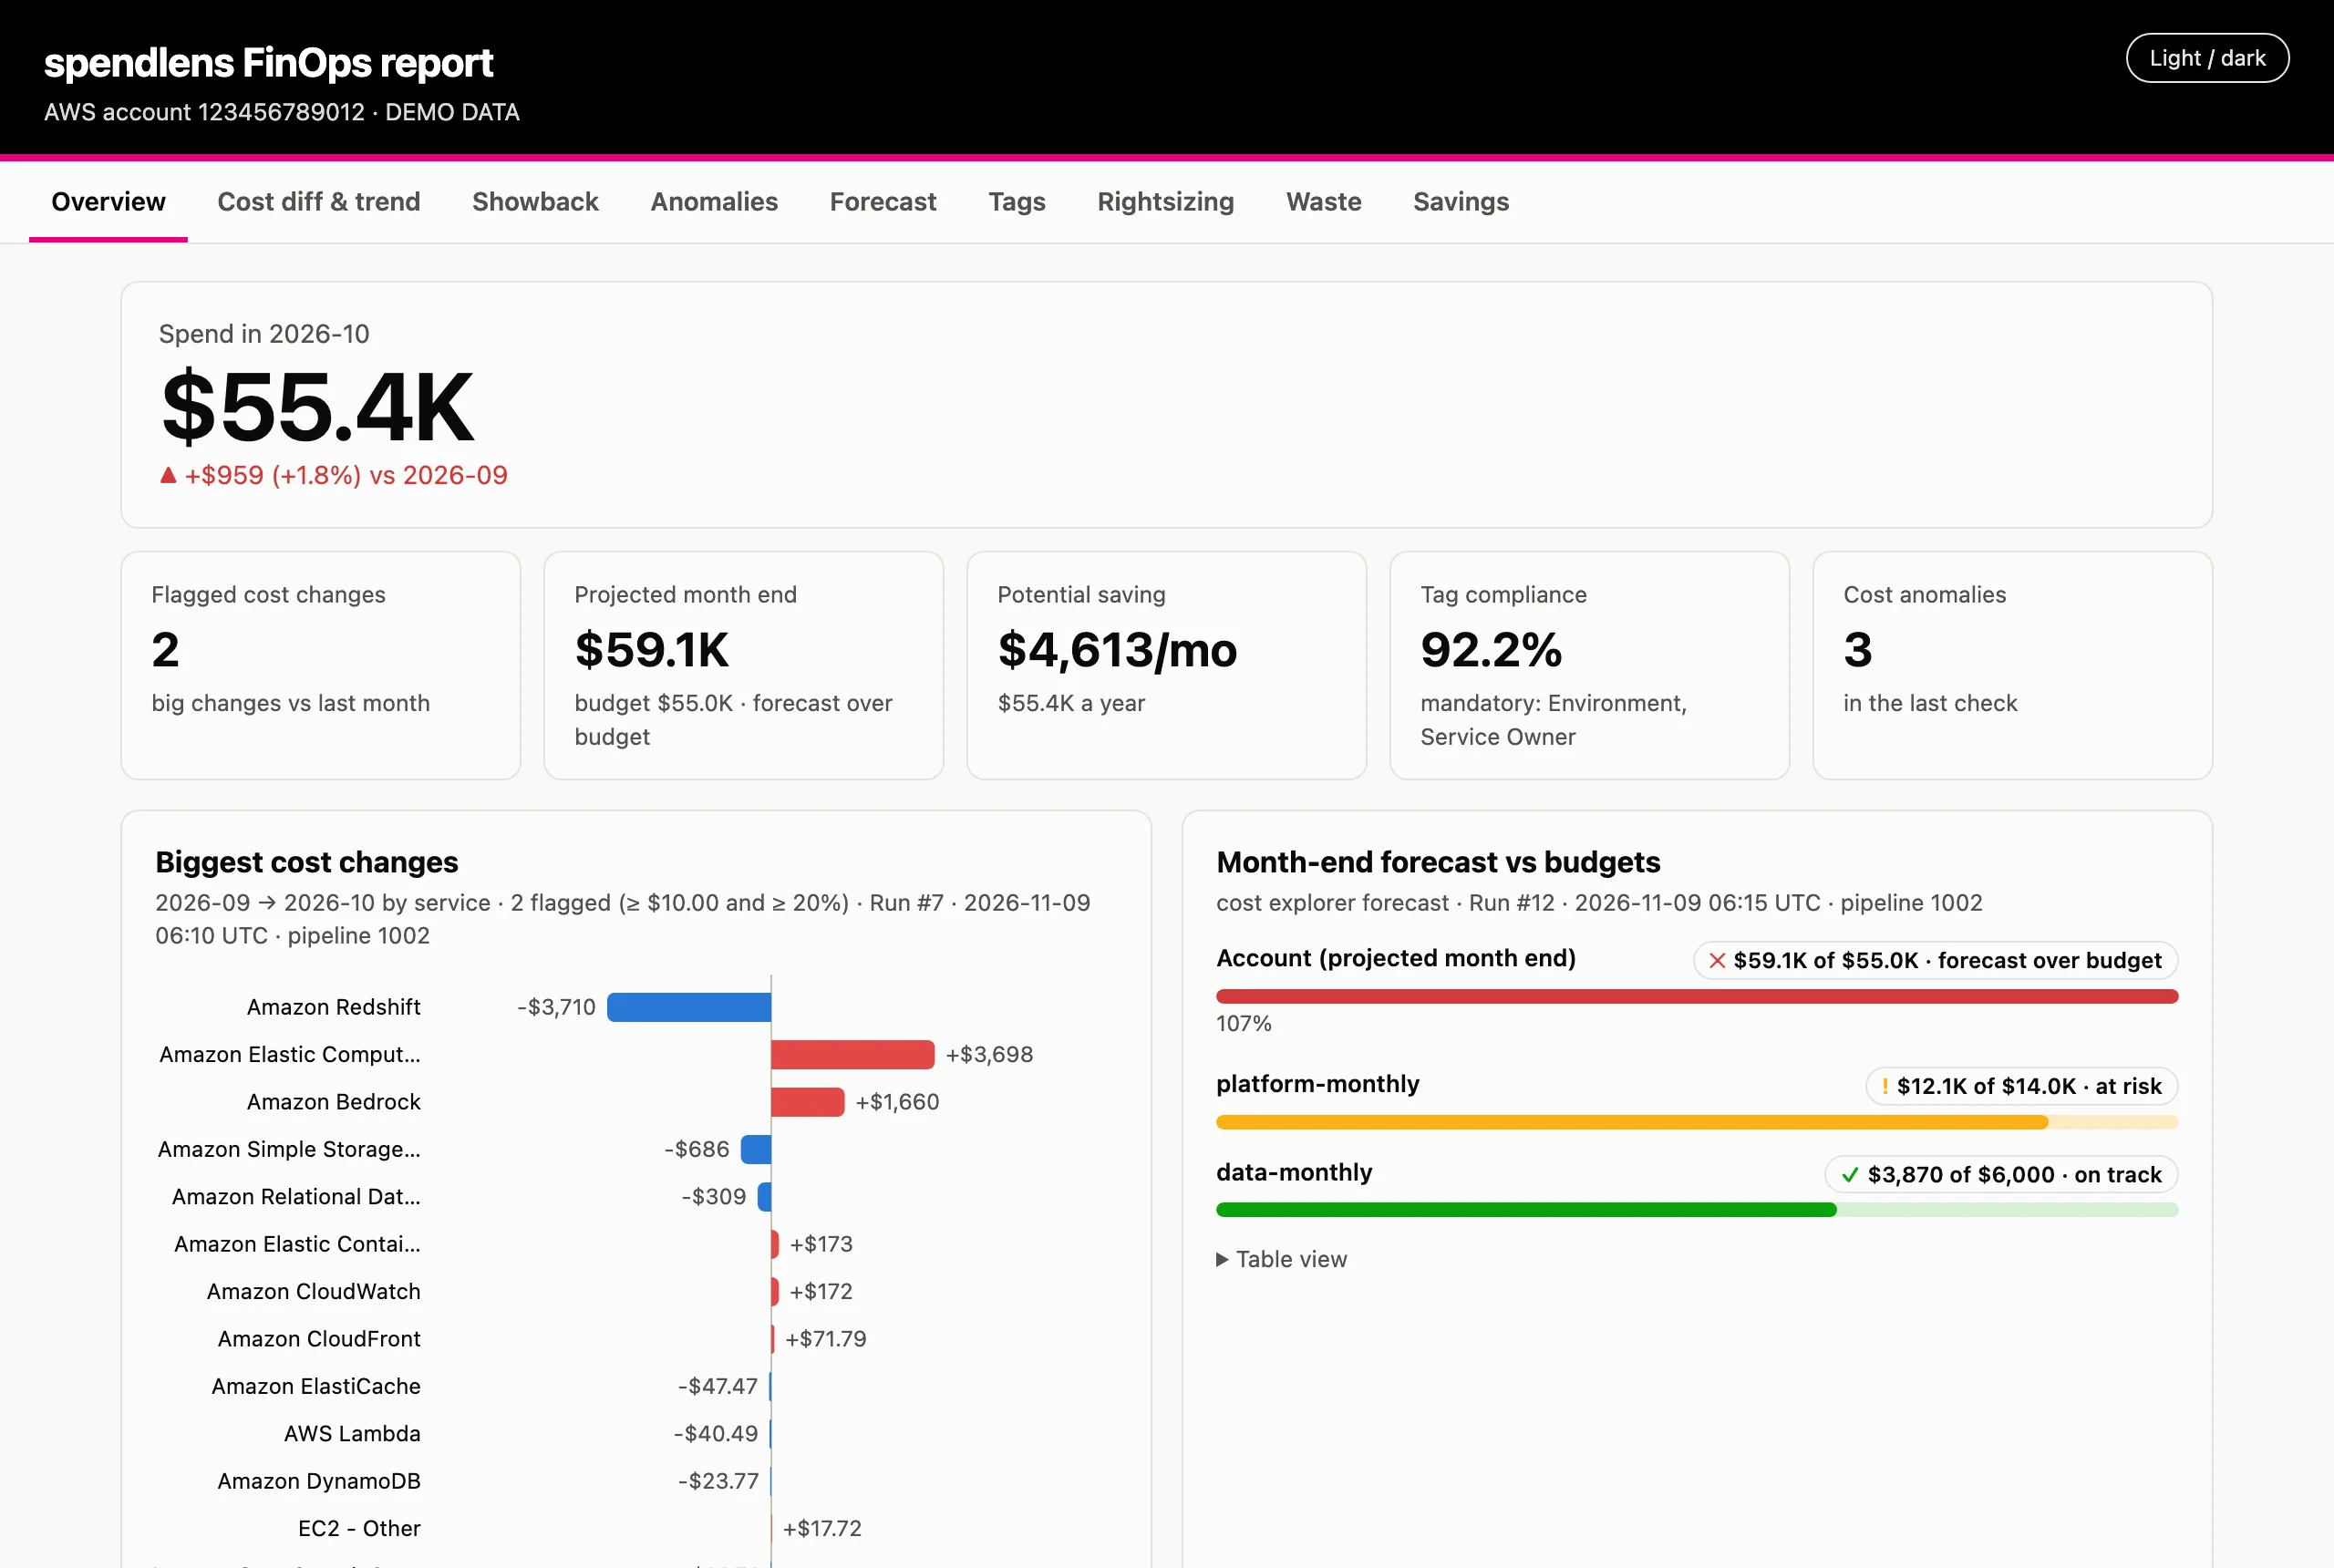 spendlens FinOps report
AWS account 123456789012 · DEMO DATA
Light / dark
Overview
Cost diff & trend
Showback
Anomalies
Forecast
Tags
Rightsizing
Waste
Savings
Spend in 2026-10
$55.4K
▲ +$959 (+1.8%) vs 2026-09
Flagged cost changes
2
big changes vs last month
Projected month end
$59.1K
budget $55.0K · forecast over
budget
Potential saving
$4,613/mo
$55.4K a year
Tag compliance
92.2%
mandatory: Environment,
Service Owner
Cost anomalies
3
in the last check
Biggest cost changes
2026-09 → 2026-10 by service · 2 flagged (≥ $10.00 and ≥ 20%) · Run #7 · 2026-11-09
06:10 UTC · pipeline 1002
Amazon Redshift -$3,710
Amazon Elastic Comput... +$3,698
Amazon Bedrock +$1,660
Amazon Simple Storage... -$686
Amazon Relational Dat... -$309
Amazon Elastic Contai... +$173
Amazon CloudWatch +$172
Amazon CloudFront +$71.79
Amazon ElastiCache -$47.47
AWS Lambda -$40.49
Amazon DynamoDB -$23.77
EC2 - Other +$17.72
Month-end forecast vs budgets
cost explorer forecast · Run #12 · 2026-11-09 06:15 UTC · pipeline 1002
Account (projected month end)
✕ $59.1K of $55.0K · forecast over budget
107%
platform-monthly
! $12.1K of $14.0K · at risk
data-monthly
✓ $3,870 of $6,000 · on track
▶ Table view